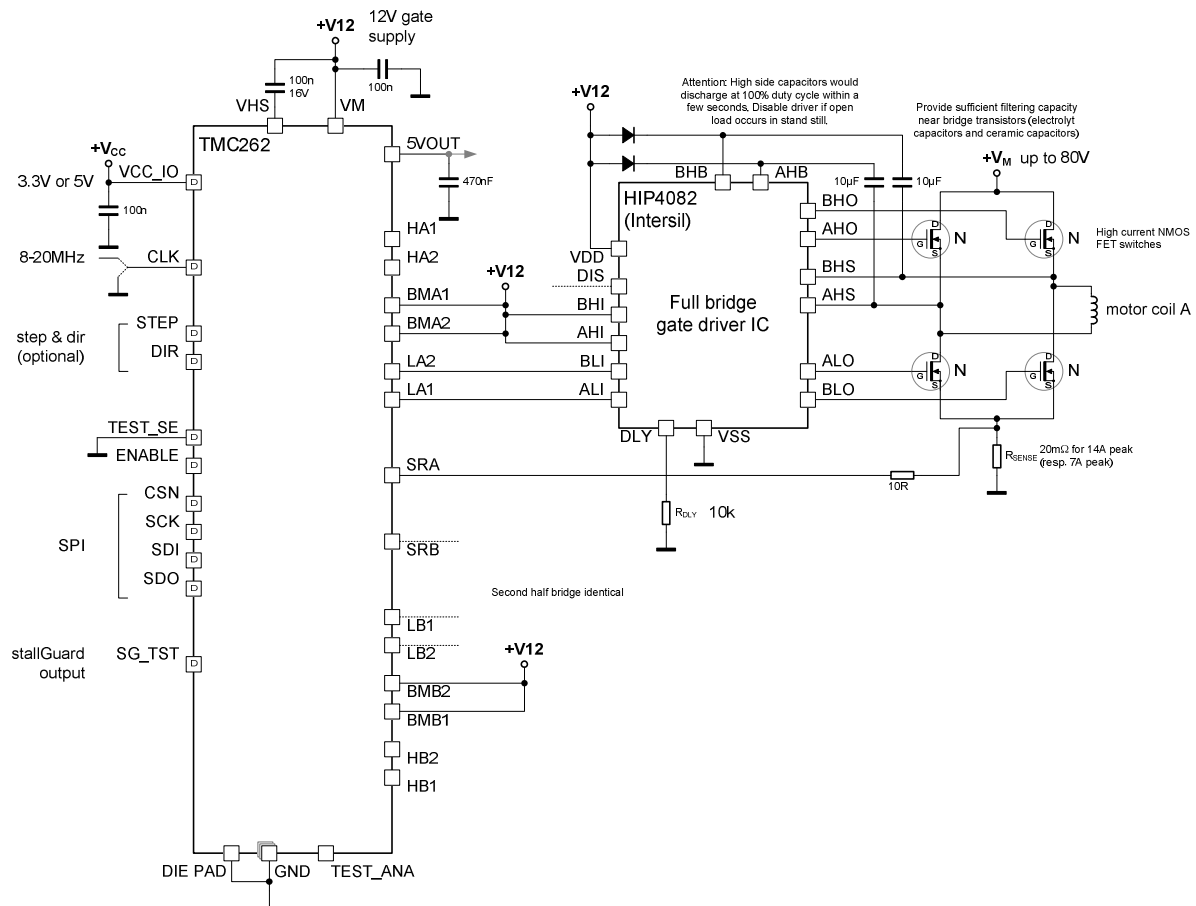 +V12
12V gate
supply
100n
16V
100n
VHS
VM
TMC262
5VOUT
470nF
+VCC
VCC_IO
3.3V or 5V
100n
8-20MHz
CLK
HA1
HA2
+V12
BMA1
BMA2
step & dir
(optional)
STEP
DIR
LA2
LA1
TEST_SE
ENABLE
SRA
SPI
CSN
SCK
SDI
SDO
SRB
Second half bridge identical
LB1
LB2
stallGuard
output
SG_TST
+V12
BMB2
BMB1
HB2
HB1
DIE PAD
GND
TEST_ANA
+V12
Attention: High side capacitors would
discharge at 100% duty cycle within a
few seconds. Disable driver if open
load occurs in stand still.
Provide sufficient filtering capacity
near bridge transistors (electrolyt
capacitors and ceramic capacitors)
+VM up to 80V
BHB
AHB
10µF
10µF
HIP4082
(Intersil)
BHO
AHO
VDD
DIS
BHS
AHS
BHI
AHI
Full bridge
gate driver IC
BLI
ALI
ALO
BLO
DLY
VSS
D
G
S
N
D
G
S
N
High current NMOS
FET switches
motor coil A
D
G
S
N
D
G
S
N
10R
RSENSE
20mΩ for 14A peak
(resp. 7A peak)
RDLY
10k
D
D
D
D
D
D
D
D
D
D
D